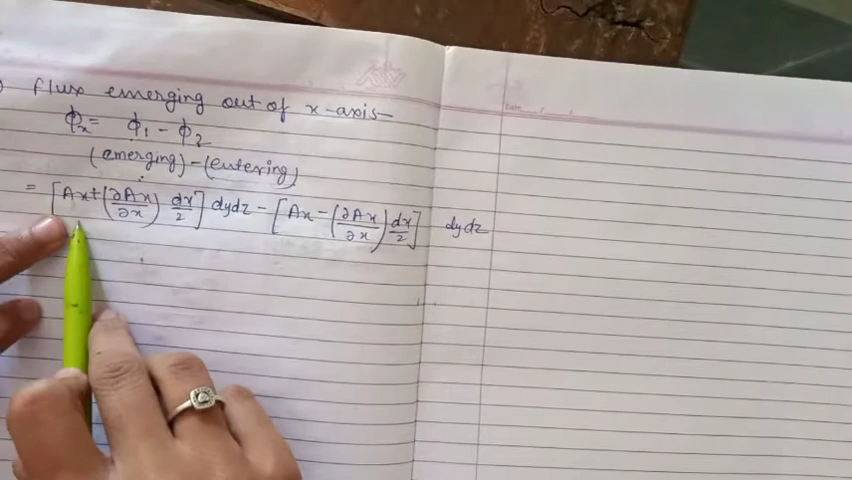 flux emerging out of x-axis-
Φx = Φ1 - Φ2
(emerging) - (entering)
= [Ax + (∂Ax/∂x) dx/2] dydz - [Ax - (∂Ax/∂x) dx/2] dydz
Date